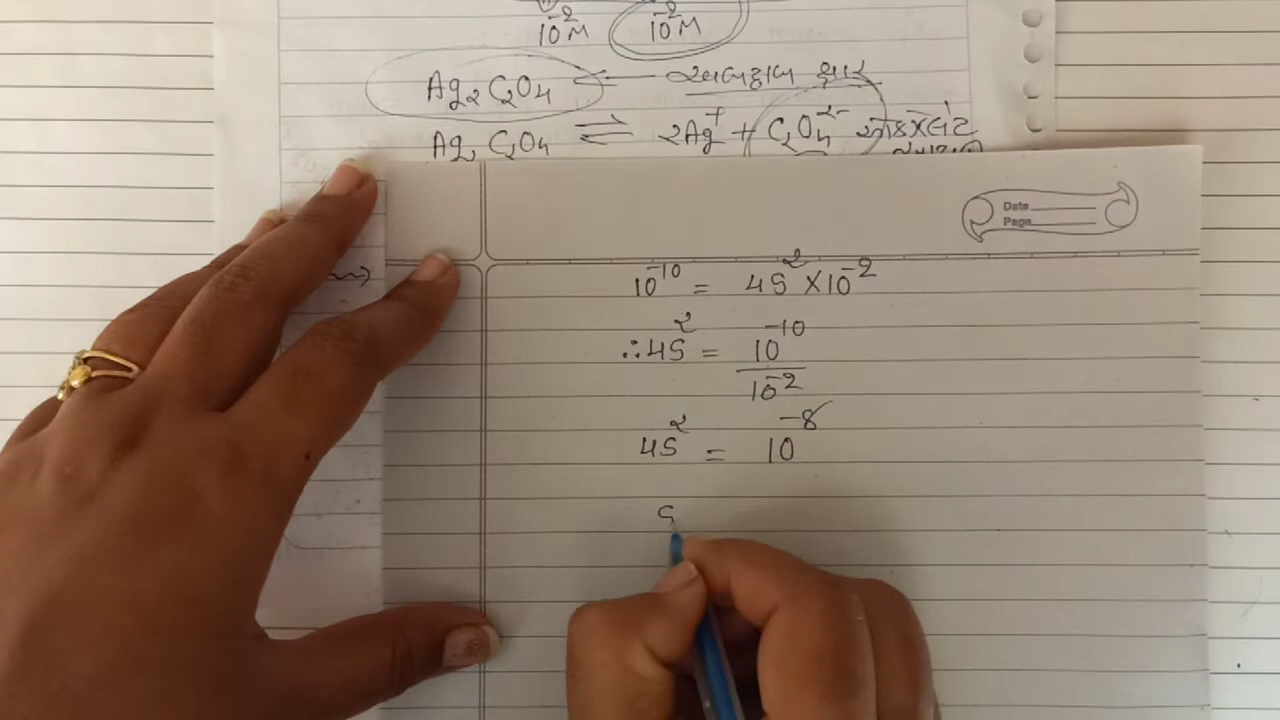 10⁻²M 10⁻²M
Ag₂C₂O₄ ← ક્ષાર
Ag₂C₂O₄ ⇌ 2Ag⁺ + C₂O₄²⁻
Date
Page
10⁻¹⁰ = 4S² × 10⁻²
∴ 4S² = 10⁻¹⁰ / 10⁻²
4S² = 10⁻⁸
S